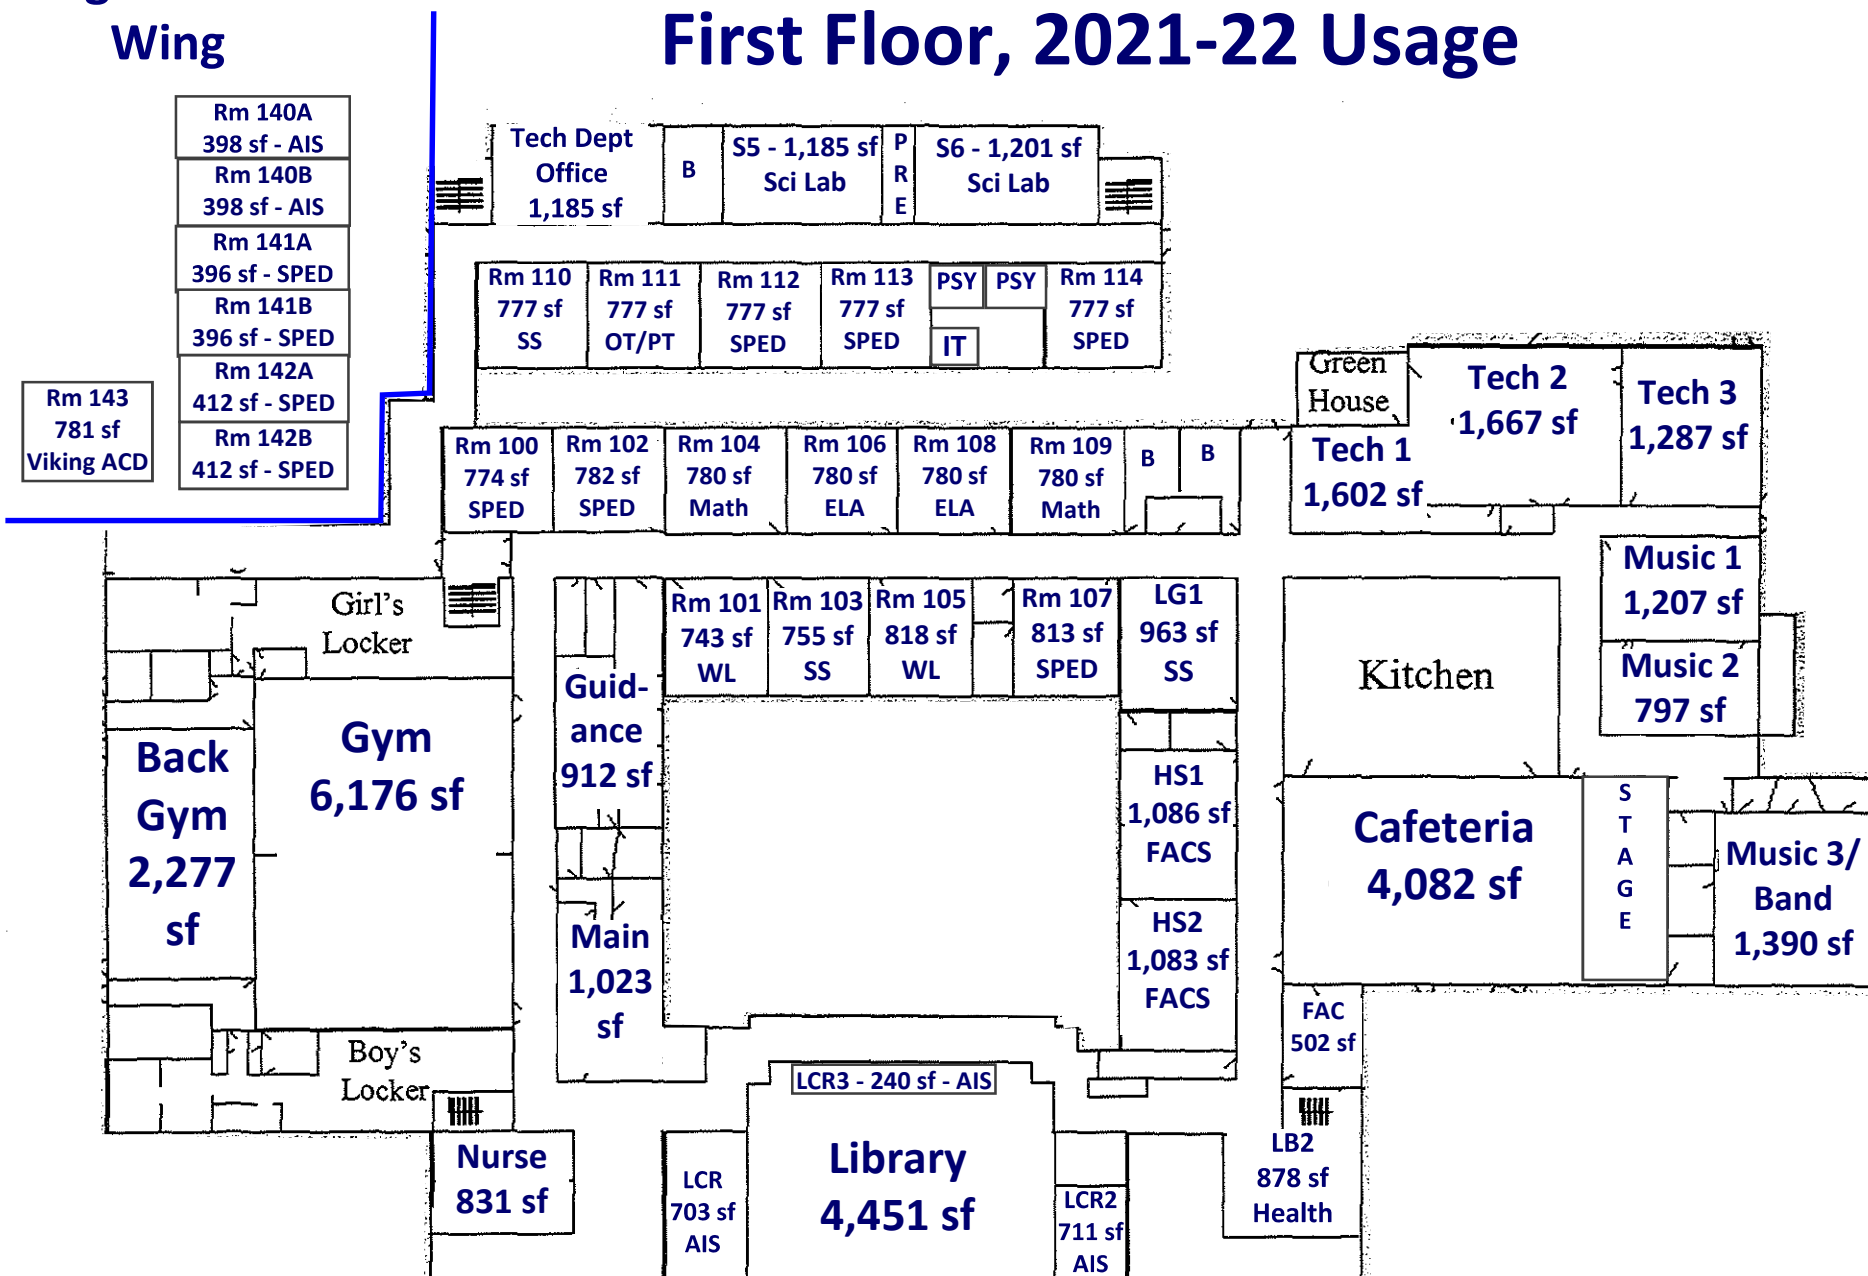 g
Wing
First Floor, 2021-22 Usage
Rm 140A
398 sf - AIS
Rm 140B
398 sf - AIS
Rm 141A
396 sf - SPED
Rm 141B
396 sf - SPED
Rm 142A
412 sf - SPED
Rm 142B
412 sf - SPED
Rm 143
781 sf
Viking ACD
Tech Dept
Office
1,185 sf
B
S5 - 1,185 sf
Sci Lab
P
R
E
S6 - 1,201 sf
Sci Lab
Rm 110
777 sf
SS
Rm 111
777 sf
OT/PT
Rm 112
777 sf
SPED
Rm 113
777 sf
SPED
PSY
PSY
IT
Rm 114
777 sf
SPED
Green
House
Tech 1
1,602 sf
Tech 2
1,667 sf
Tech 3
1,287 sf
Rm 100
774 sf
SPED
Rm 102
782 sf
SPED
Rm 104
780 sf
Math
Rm 106
780 sf
ELA
Rm 108
780 sf
ELA
Rm 109
780 sf
Math
B
B
Music 1
1,207 sf
Music 2
797 sf
Girl's
Locker
Guid-
ance
912 sf
Rm 101
743 sf
WL
Rm 103
755 sf
SS
Rm 105
818 sf
WL
Rm 107
813 sf
SPED
LG1
963 sf
SS
Kitchen
Back
Gym
2,277
sf
Gym
6,176 sf
HS1
1,086 sf
FACS
HS2
1,083 sf
FACS
Cafeteria
4,082 sf
S
T
A
G
E
Music 3/
Band
1,390 sf
Main
1,023
sf
FAC
502 sf
Boy's
Locker
LCR3 - 240 sf - AIS
Nurse
831 sf
LCR
703 sf
AIS
Library
4,451 sf
LCR2
711 sf
AIS
LB2
878 sf
Health